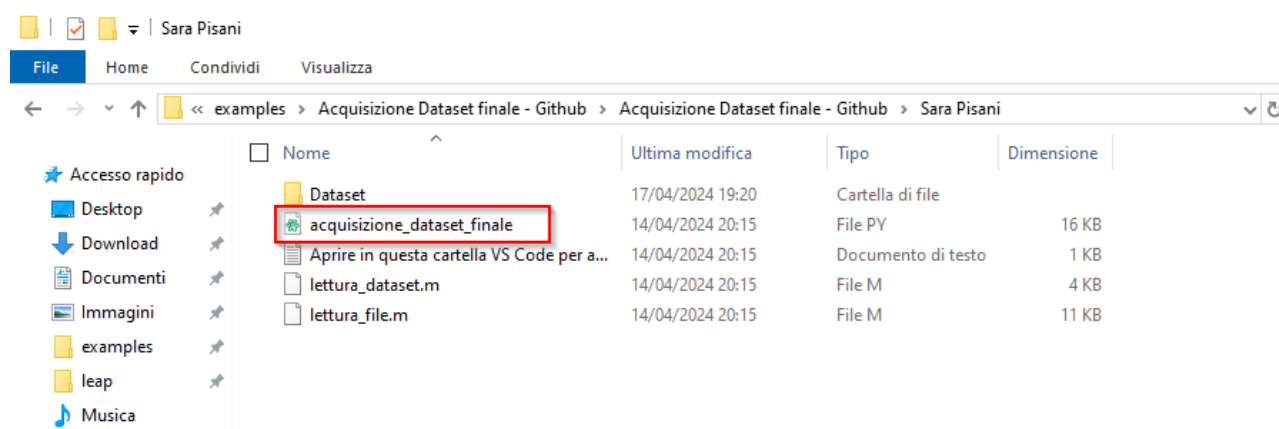 Sara Pisani
File Home Condividi Visualizza
« examples > Acquisizione Dataset finale - Github > Acquisizione Dataset finale - Github > Sara Pisani
Nome Ultima modifica Tipo Dimensione
Accesso rapido
Dataset 17/04/2024 19:20 Cartella di file
Desktop
acquisizione_dataset_finale 14/04/2024 20:15 File PY 16 KB
Download
Aprire in questa cartella VS Code per a... 14/04/2024 20:15 Documento di testo 1 KB
Documenti
lettura_dataset.m 14/04/2024 20:15 File M 4 KB
Immagini
lettura_file.m 14/04/2024 20:15 File M 11 KB
examples
leap
Musica